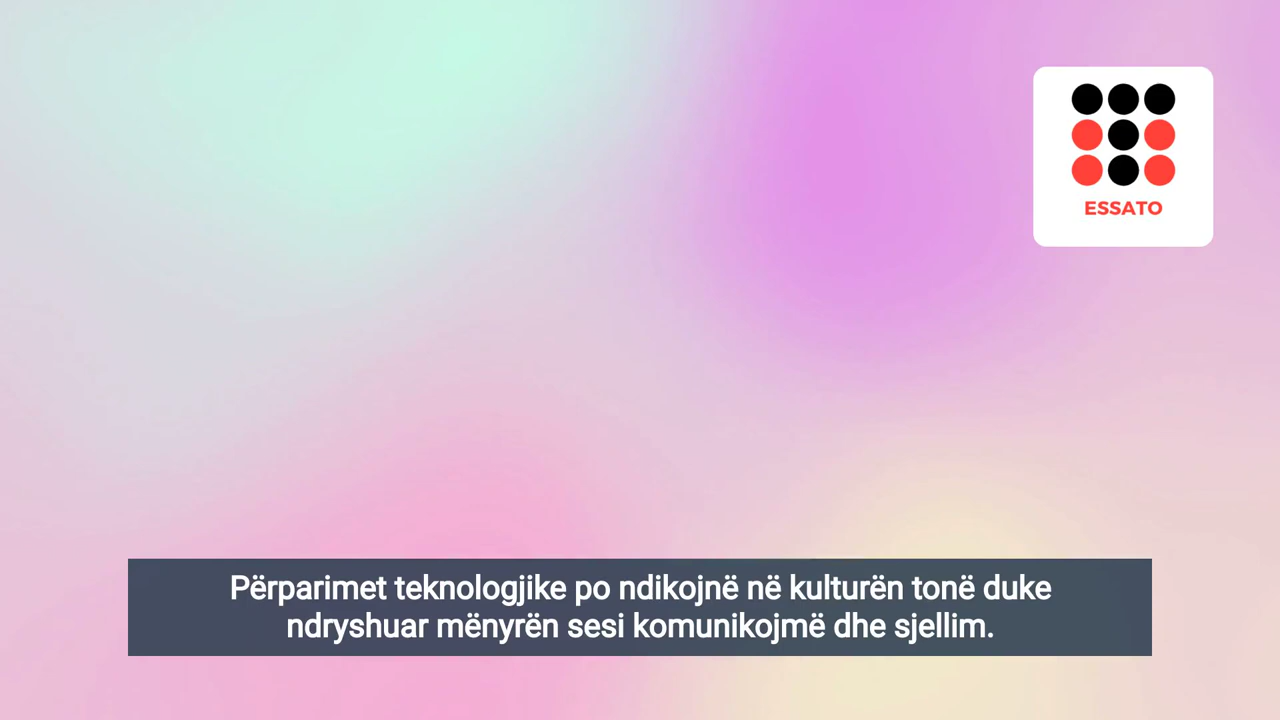 ESSATO
Përparimet teknologjike po ndikojnë në kulturën tonë duke
ndryshuar mënyrën sesi komunikojmë dhe sjellim.